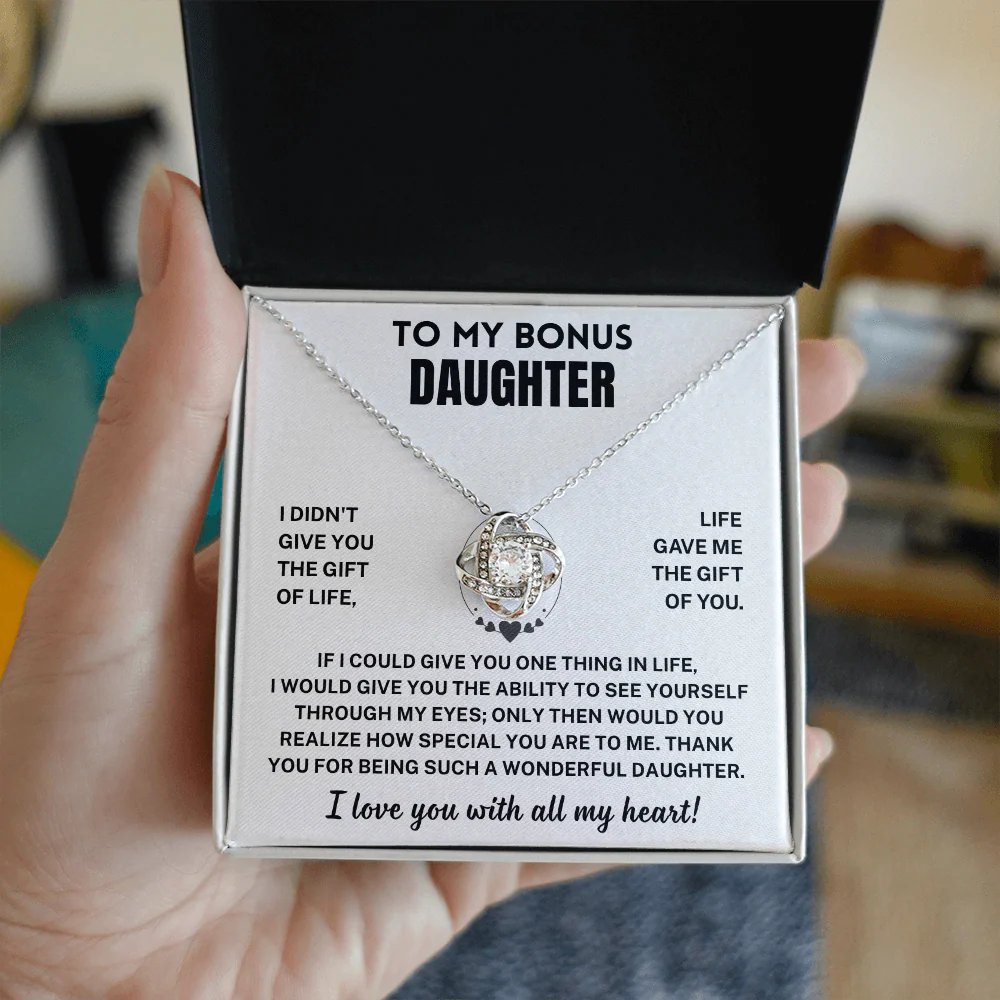 TO MY BONUS
DAUGHTER
I DIDN'T
GIVE YOU
THE GIFT
OF LIFE,
LIFE
GAVE ME
THE GIFT
OF YOU.
IF I COULD GIVE YOU ONE THING IN LIFE,
I WOULD GIVE YOU THE ABILITY TO SEE YOURSELF
THROUGH MY EYES; ONLY THEN WOULD YOU
REALIZE HOW SPECIAL YOU ARE TO ME. THANK
YOU FOR BEING SUCH A WONDERFUL DAUGHTER.
I love you with all my heart!